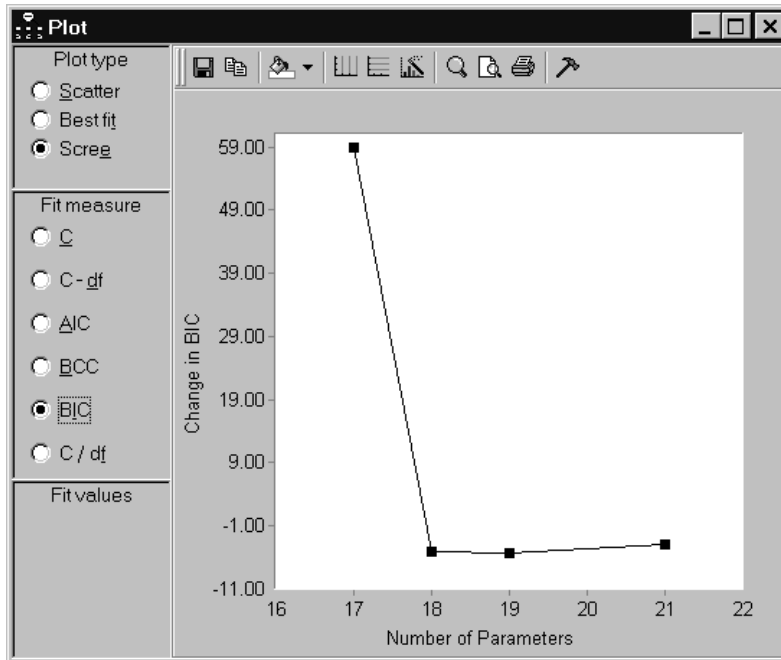 Plot
Plot type
Scatter
Best fit
Scree
Fit measure
C
C - df
AIC
BCC
BIC
C / df
Fit values
59.00
49.00
39.00
29.00
19.00
9.00
-1.00
-11.00
Change in BIC
16 17 18 19 20 21 22
Number of Parameters